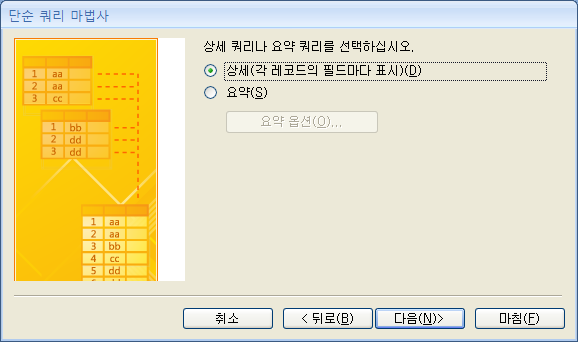 단순 쿼리 마법사
상세 쿼리나 요약 쿼리를 선택하십시오.
상세(각 레코드의 필드마다 표시)(D)
요약(S)
요약 옵션(O)...
1 aa
2 aa
3 cc
1 bb
2 dd
3 dd
1 aa
2 aa
3 bb
4 cc
5 dd
취소
< 뒤로(B)
다음(N)>
마침(F)